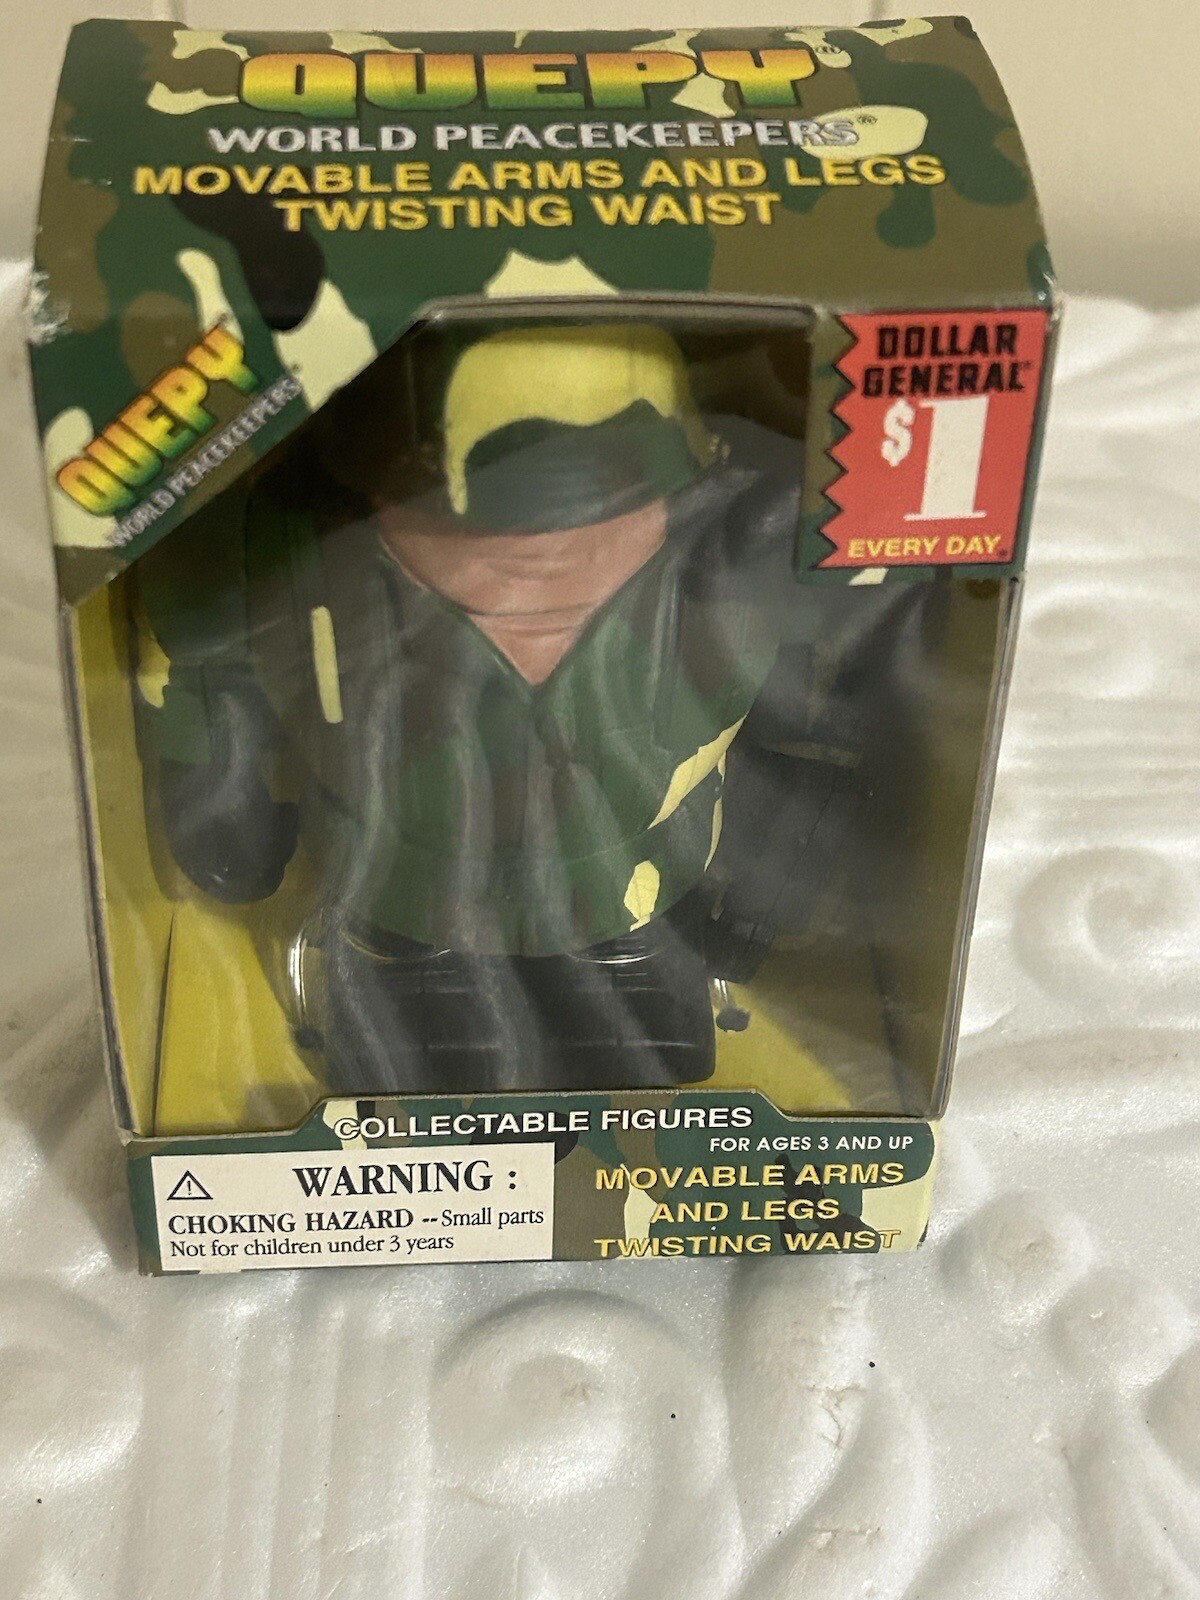 QUEPY®
WORLD PEACEKEEPERS®
MOVABLE ARMS AND LEGS
TWISTING WAIST
QUEPY
WORLD PEACEKEEPERS
DOLLAR
GENERAL
$1
EVERY DAY
COLLECTABLE FIGURES
FOR AGES 3 AND UP
WARNING :
CHOKING HAZARD -- Small parts
Not for children under 3 years
MOVABLE ARMS
AND LEGS
TWISTING WAIST